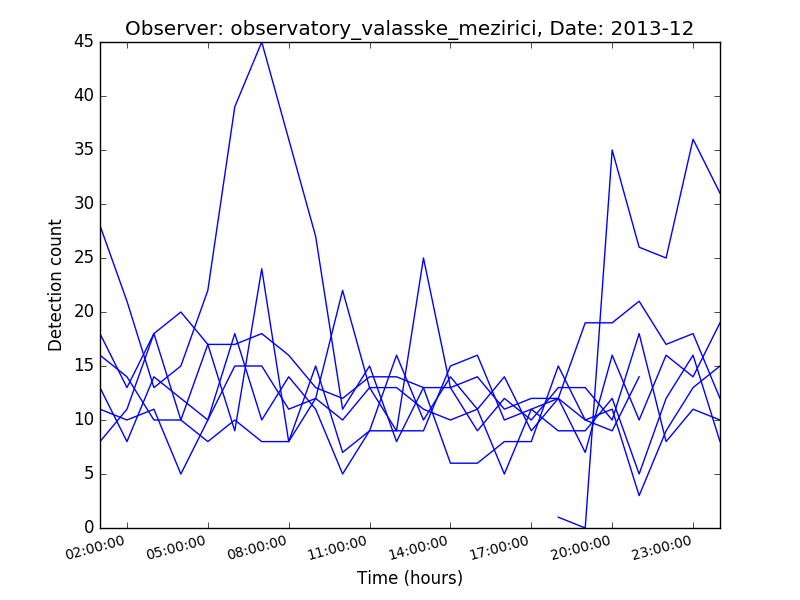 Observer: observatory_valasske_mezirici, Date: 2013-12
45
40
35
30
25
20
15
10
5
0
Detection count
02:00:00 05:00:00 08:00:00 11:00:00 14:00:00 17:00:00 20:00:00 23:00:00
Time (hours)